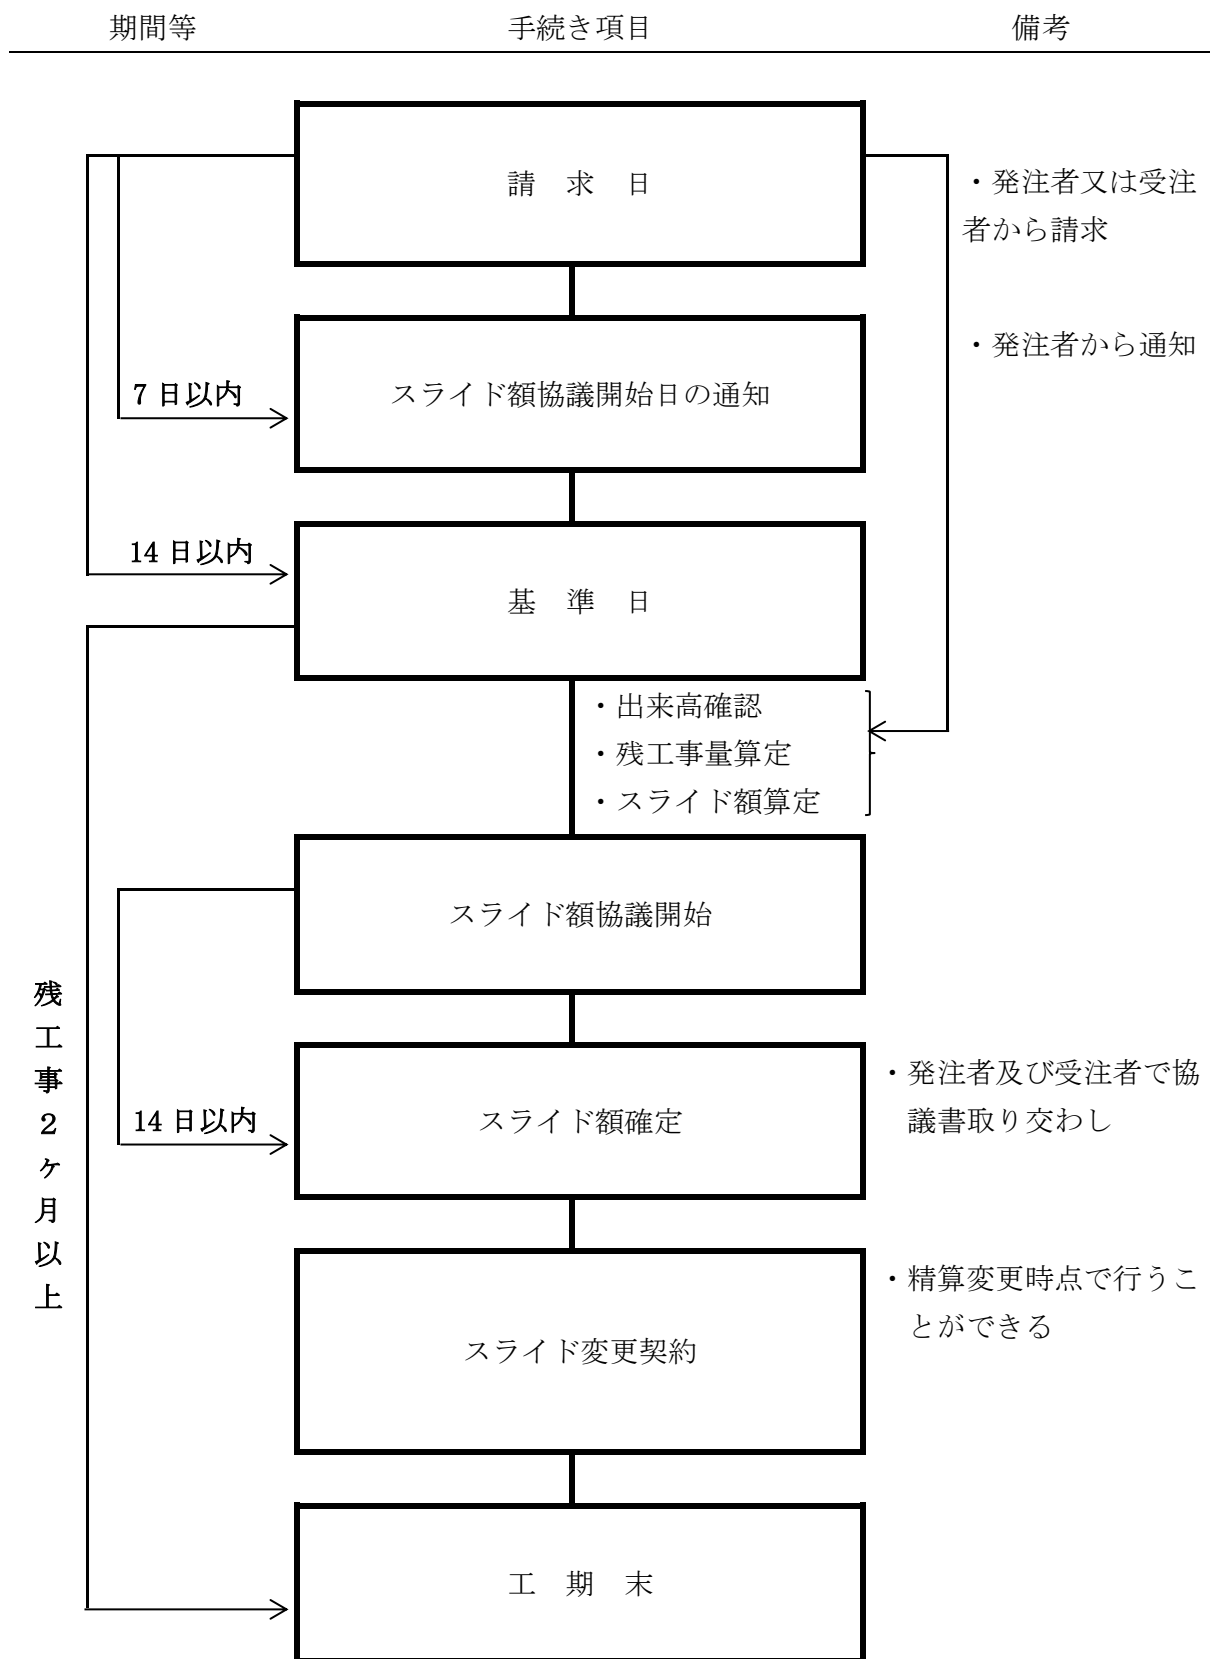 期間等
手続き項目
備考
請　求　日
・発注者又は受注
者から請求
・発注者から通知
7 日以内
スライド額協議開始日の通知
14 日以内
基　準　日
・出来高確認
・残工事量算定
・スライド額算定
スライド額協議開始
残工事２ヶ月以上
・発注者及び受注者で協
議書取り交わし
14 日以内
スライド額確定
・精算変更時点で行うこ
とができる
スライド変更契約
工　期　末